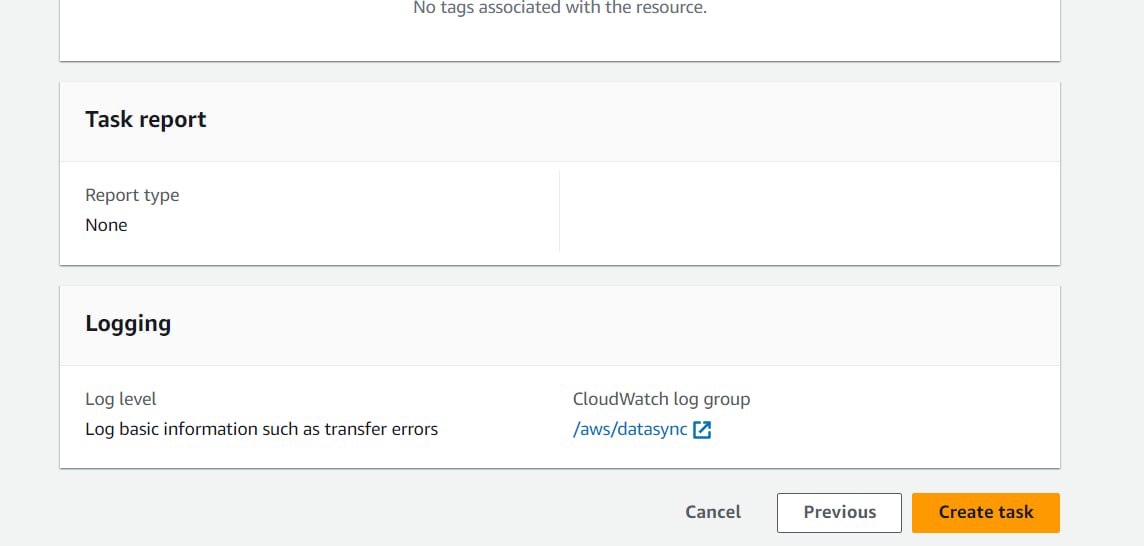 No tags associated with the resource.
Task report
Report type
None
Logging
Log level
Log basic information such as transfer errors
CloudWatch log group
/aws/datasync
Cancel
Previous
Create task